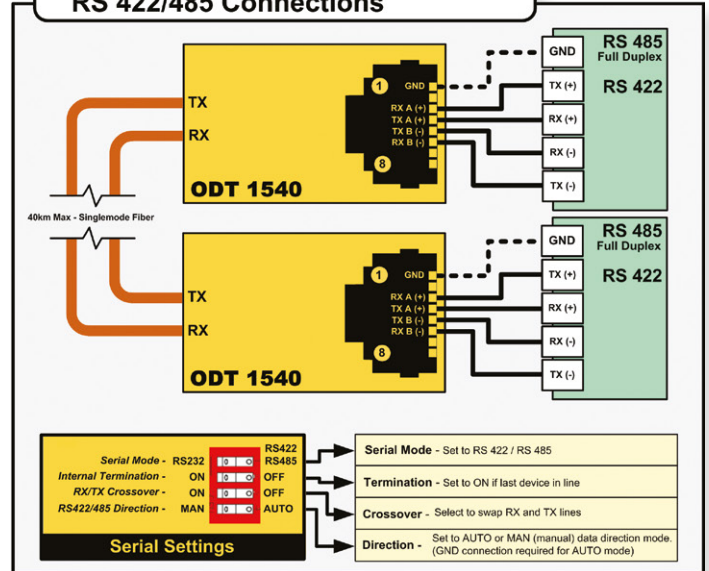 RS 422/485 Connections
TX
RX
1
GND
RX A (+)
TX A (+)
TX B (-)
RX B (-)
8
ODT 1540
GND
TX (+)
RX (+)
RX (-)
TX (-)
RS 485
Full Duplex
RS 422
40km Max - Singlemode Fiber
TX
RX
1
GND
RX A (+)
TX A (+)
TX B (-)
RX B (-)
8
ODT 1540
GND
TX (+)
RX (+)
RX (-)
TX (-)
RS 485
Full Duplex
RS 422
Serial Mode - RS232 RS422 RS485
Internal Termination - ON OFF
RX/TX Crossover - ON OFF
RS422/485 Direction - MAN AUTO
Serial Settings
Serial Mode - Set to RS 422 / RS 485
Termination - Set to ON if last device in line
Crossover - Select to swap RX and TX lines
Direction - Set to AUTO or MAN (manual) data direction mode.
(GND connection required for AUTO mode)